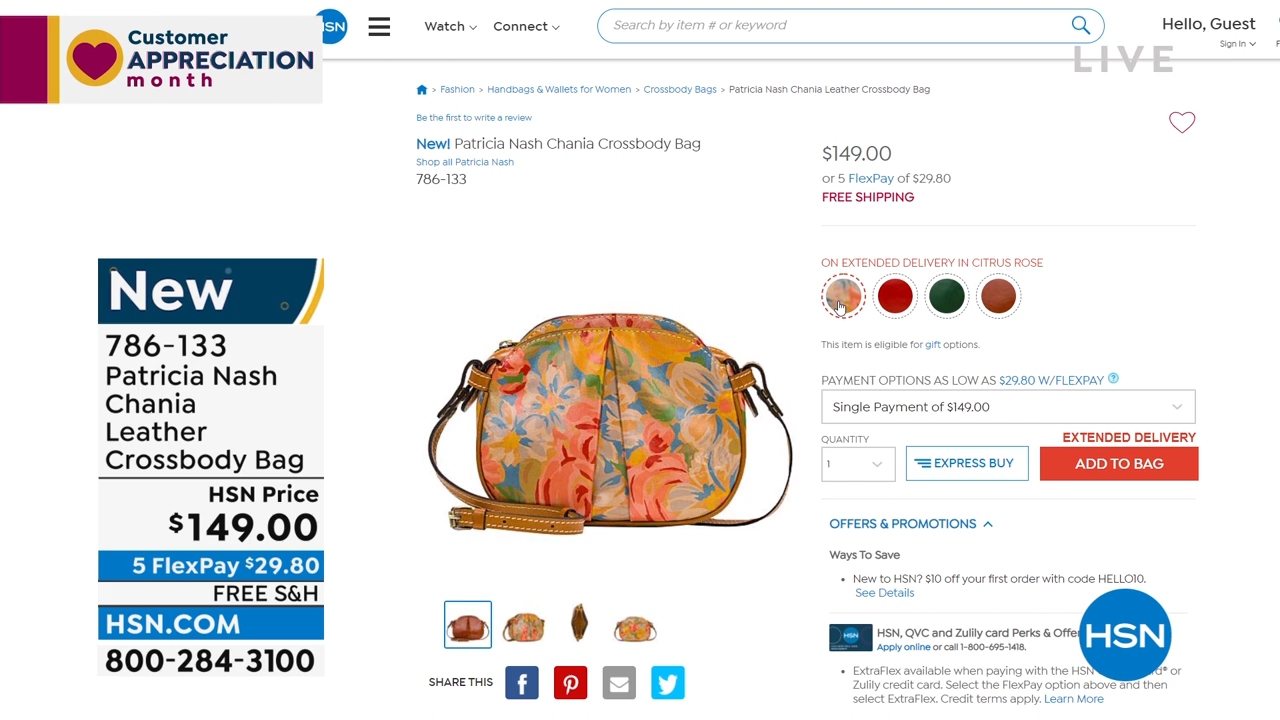 Customer
APPRECIATION
month
HSN
Watch
Connect
Search by item # or keyword
Hello, Guest
Sign In
LIVE
Fashion > Handbags & Wallets for Women > Crossbody Bags > Patricia Nash Chania Leather Crossbody Bag
Be the first to write a review
New! Patricia Nash Chania Crossbody Bag
Shop all Patricia Nash
786-133
$149.00
or 5 FlexPay of $29.80
FREE SHIPPING
ON EXTENDED DELIVERY IN CITRUS ROSE
This item is eligible for gift options.
PAYMENT OPTIONS AS LOW AS $29.80 W/FLEXPAY ?
Single Payment of $149.00
QUANTITY
EXTENDED DELIVERY
1
EXPRESS BUY
ADD TO BAG
OFFERS & PROMOTIONS
Ways To Save
• New to HSN? $10 off your first order with code HELLO10.
See Details
HSN, QVC and Zulily card Perks & Offe
Apply online or call 1-800-695-1418.
• ExtraFlex available when paying with the HSN or
Zulily credit card. Select the FlexPay option above and then
select ExtraFlex. Credit terms apply. Learn More
HSN
SHARE THIS
New
786-133
Patricia Nash
Chania
Leather
Crossbody Bag
HSN Price
$149.00
5 FlexPay $29.80
FREE S&H
HSN.COM
800-284-3100